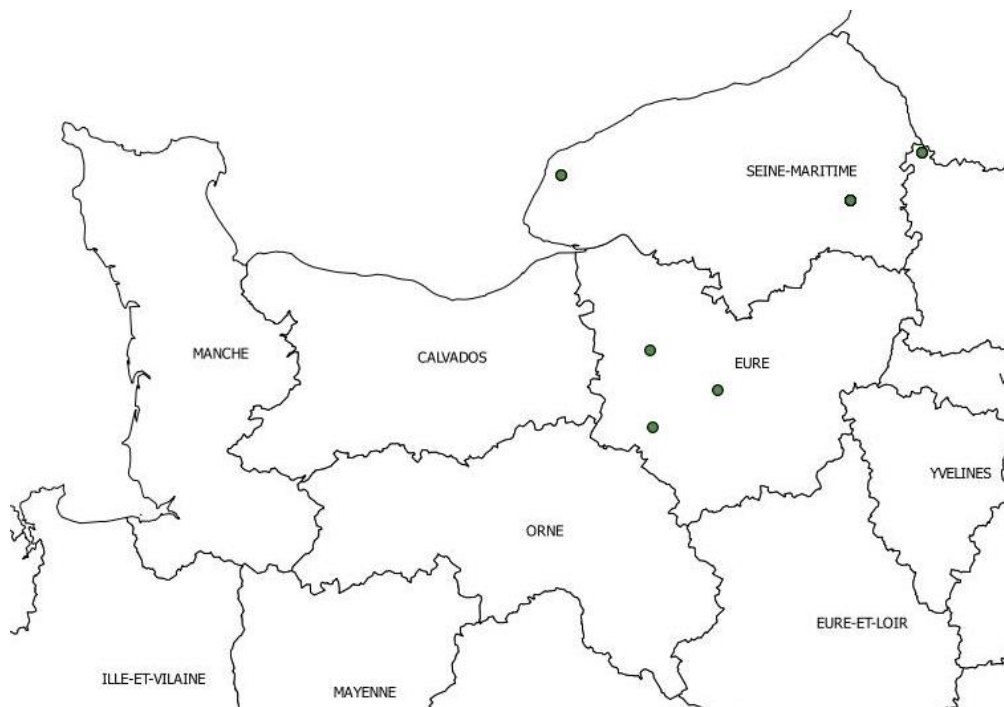 SEINE-MARITIME
MANCHE
CALVADOS
EURE
YVELINES
ORNE
EURE-ET-LOIR
ILLE-ET-VILAINE
MAYENNE